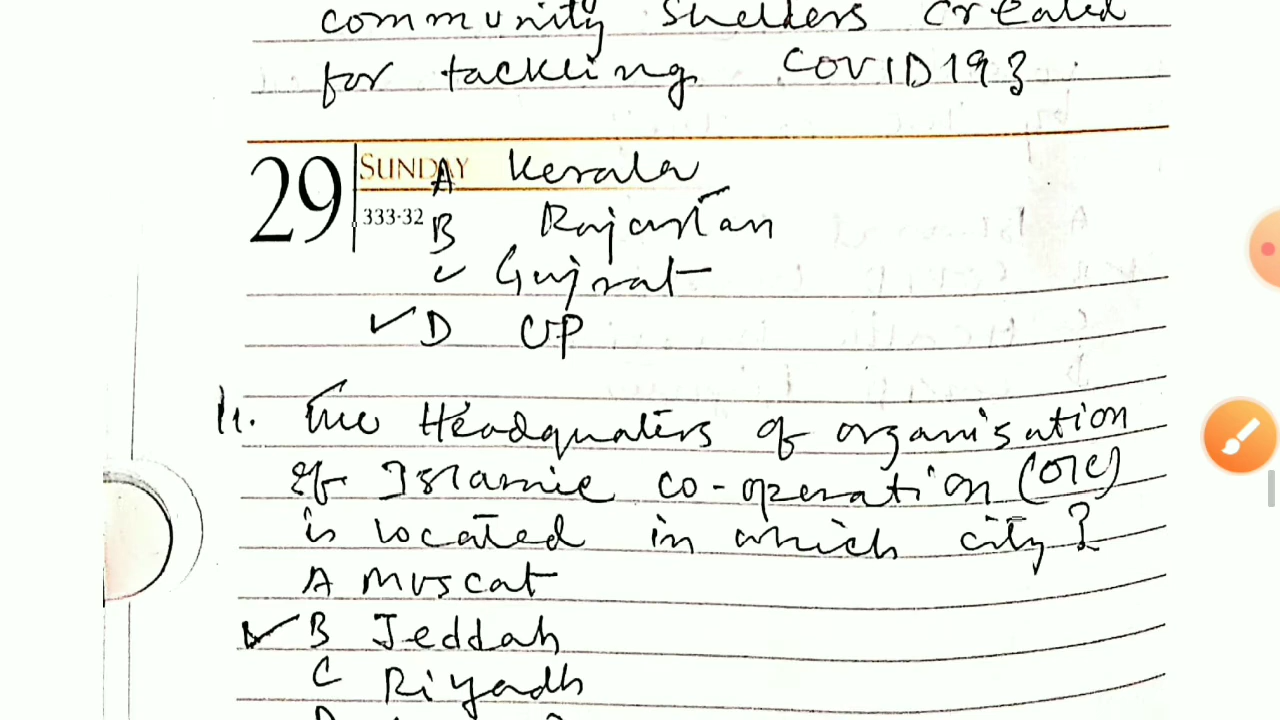 community Shelters Created
for tackling COVID19?
29 SUNDAY A Kerala
333-32 B Rajastan
C Gujrat
✓ D UP
11. The Headquaters of organisation
of Islamic co-operation (OIC)
is located in which city?
A Muscat
✓ B Jeddah
C Riyadh